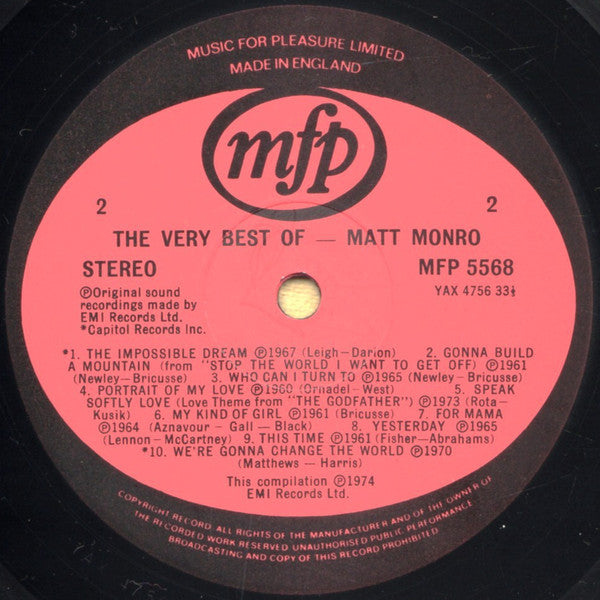 MUSIC FOR PLEASURE LIMITED
MADE IN ENGLAND
mfp
2 2
THE VERY BEST OF — MATT MONRO
STEREO MFP 5568
℗Original sound YAX 4756 33⅓
recordings made by
EMI Records Ltd.
*Capitol Records Inc.
*1. THE IMPOSSIBLE DREAM ℗1967 (Leigh—Darion) 2. GONNA BUILD
A MOUNTAIN (from "STOP THE WORLD I WANT TO GET OFF) ℗1961
(Newley-Bricusse) 3. WHO CAN I TURN TO ℗1965 (Newley-Bricusse)
4. PORTRAIT OF MY LOVE ℗1960 (Ornadel-West) 5. SPEAK
SOFTLY LOVE (Love Theme from "THE GODFATHER") ℗1973 (Rota-
Kusik) 6. MY KIND OF GIRL ℗1961 (Bricusse) 7. FOR MAMA
℗1964 (Aznavour - Gall - Black) 8. YESTERDAY ℗1965
(Lennon-McCartney) 9. THIS TIME ℗1961 (Fisher-Abrahams)
*10. WE'RE GONNA CHANGE THE WORLD ℗1970
(Matthews - Harris)
This compilation ℗1974
EMI Records Ltd.
COPYRIGHT RECORD. ALL RIGHTS OF THE MANUFACTURER AND OF THE OWNER OF
THE RECORDED WORK RESERVED UNAUTHORISED PUBLIC PERFORMANCE
BROADCASTING AND COPY OF THIS RECORD PROHIBITED